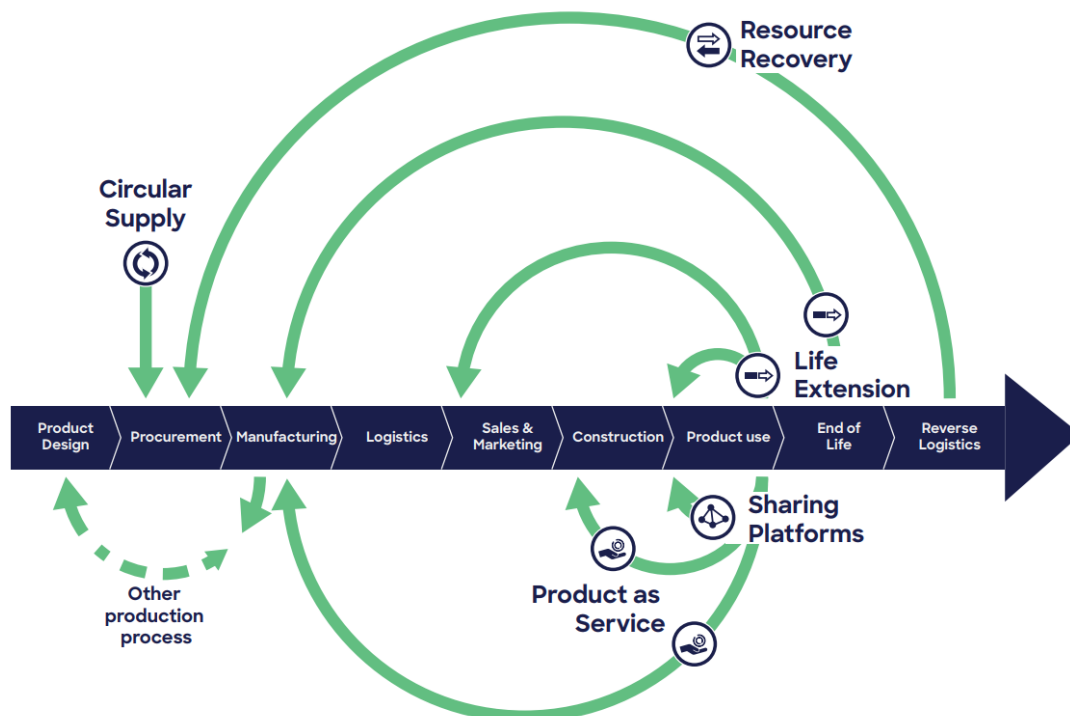 Resource
Recovery
Circular
Supply
Life
Extension
Product
Design
Procurement
Manufacturing
Logistics
Sales &
Marketing
Construction
Product use
End of
Life
Reverse
Logistics
Sharing
Platforms
Other
production
process
Product as
Service